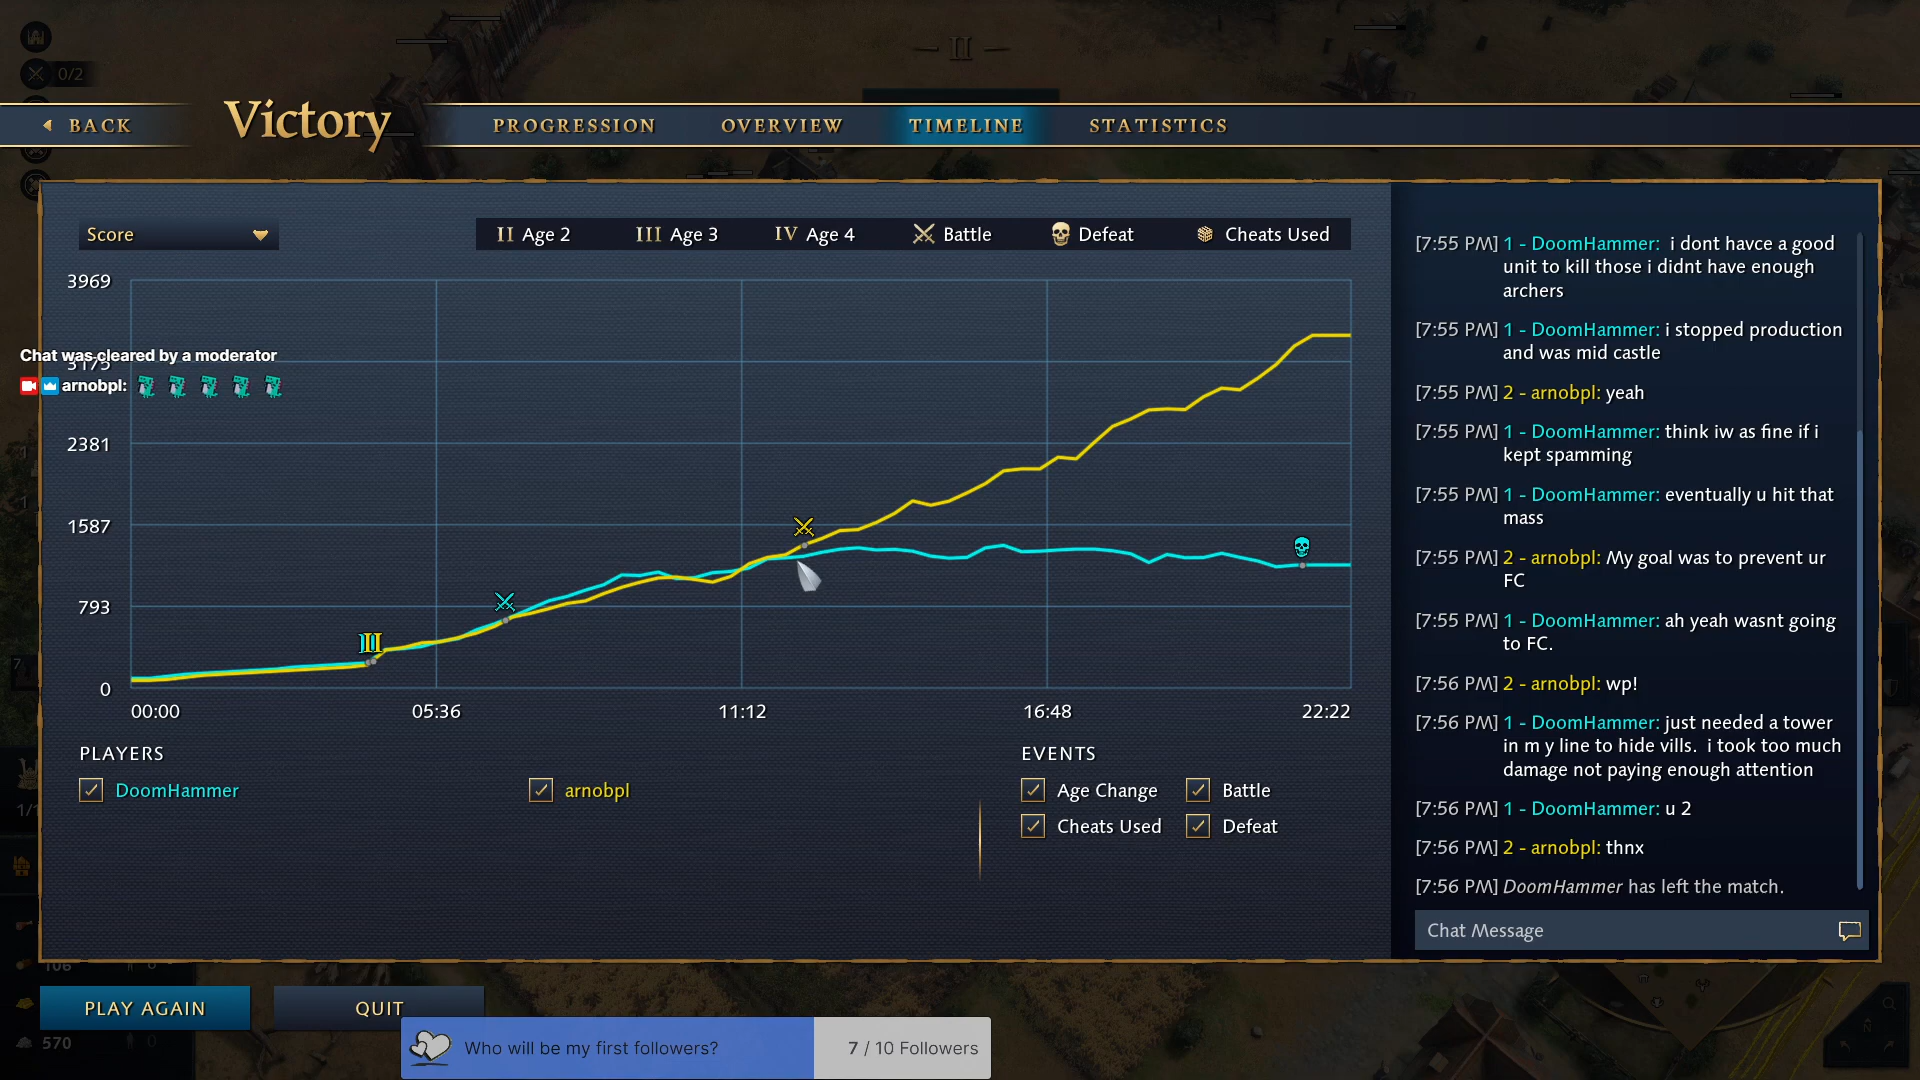 II
0/2
BACK
Victory
PROGRESSION
OVERVIEW
TIMELINE
STATISTICS
Score
II Age 2
III Age 3
IV Age 4
Battle
Defeat
Cheats Used
3969
3175
2381
1587
793
0
Chat was cleared by a moderator
arnobpl:
II
00:00
05:36
11:12
16:48
22:22
PLAYERS
DoomHammer
arnobpl
EVENTS
Age Change
Battle
Cheats Used
Defeat
[7:55 PM] 1 - DoomHammer: i dont havce a good
unit to kill those i didnt have enough
archers
[7:55 PM] 1 - DoomHammer: i stopped production
and was mid castle
[7:55 PM] 2 - arnobpl: yeah
[7:55 PM] 1 - DoomHammer: think iw as fine if i
kept spamming
[7:55 PM] 1 - DoomHammer: eventually u hit that
mass
[7:55 PM] 2 - arnobpl: My goal was to prevent ur
FC
[7:55 PM] 1 - DoomHammer: ah yeah wasnt going
to FC.
[7:56 PM] 2 - arnobpl: wp!
[7:56 PM] 1 - DoomHammer: just needed a tower
in m y line to hide vills. i took too much
damage not paying enough attention
[7:56 PM] 1 - DoomHammer: u 2
[7:56 PM] 2 - arnobpl: thnx
[7:56 PM] DoomHammer has left the match.
Chat Message
106
0
PLAY AGAIN
QUIT
570
0
Who will be my first followers?
7 / 10 Followers